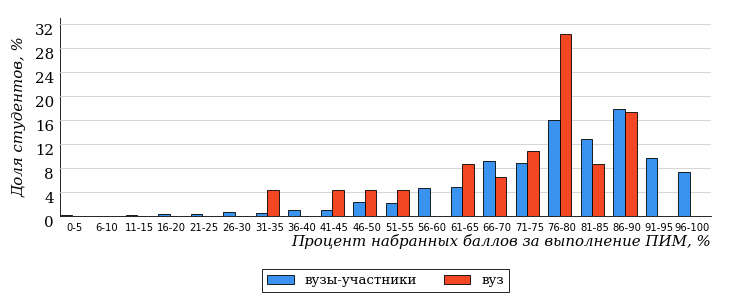 Доля студентов, %
32
28
24
20
16
12
8
4
0
0-5 6-10 11-15 16-20 21-25 26-30 31-35 36-40 41-45 46-50 51-55 56-60 61-65 66-70 71-75 76-80 81-85 86-90 91-95 96-100
Процент набранных баллов за выполнение ПИМ, %
вузы-участники вуз